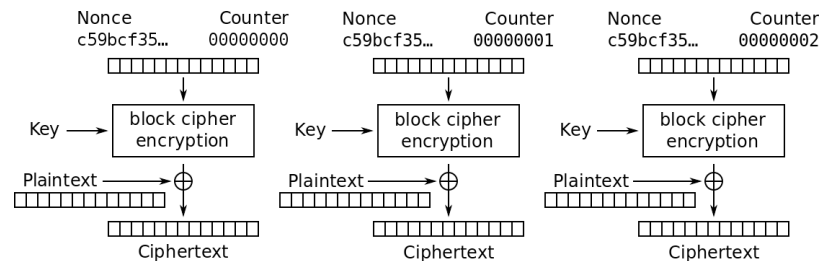 Nonce Counter
c59bcf35… 00000000
Key
block cipher
encryption
Plaintext
Ciphertext
Nonce Counter
c59bcf35… 00000001
Key
block cipher
encryption
Plaintext
Ciphertext
Nonce Counter
c59bcf35… 00000002
Key
block cipher
encryption
Plaintext
Ciphertext